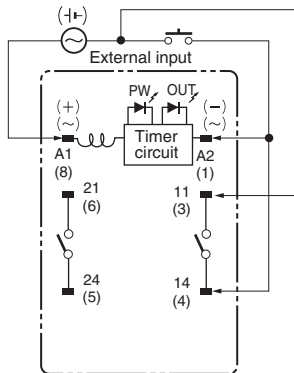 External input
PW OUT
(+)
(~)
(−)
(~)
Timer
circuit
A1
(8)
A2
(1)
21
(6)
11
(3)
24
(5)
14
(4)